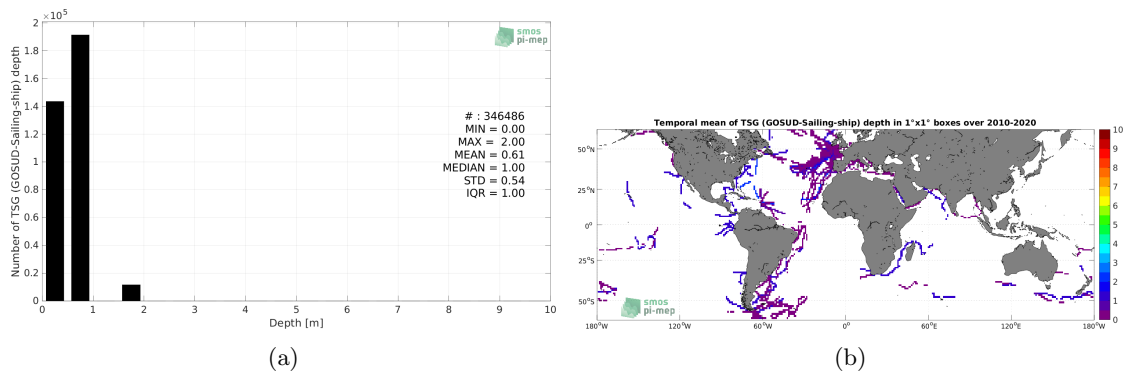 ×10⁵
2
1.8
1.6
1.4
1.2
1
0.8
0.6
0.4
0.2
0
Number of TSG (GOSUD-Sailing-ship) depth
0 1 2 3 4 5 6 7 8 9 10
Depth [m]
smos
pi-mep
# : 346486
MIN = 0.00
MAX = 2.00
MEAN = 0.61
MEDIAN = 1.00
STD = 0.54
IQR = 1.00
(a)
Temporal mean of TSG (GOSUD-Sailing-ship) depth in 1°x1° boxes over 2010-2020
50°N
25°N
0°
25°S
50°S
180°W 120°W 60°W 0° 60°E 120°E 180°W
smos
pi-mep
10
9
8
7
6
5
4
3
2
1
0
(b)